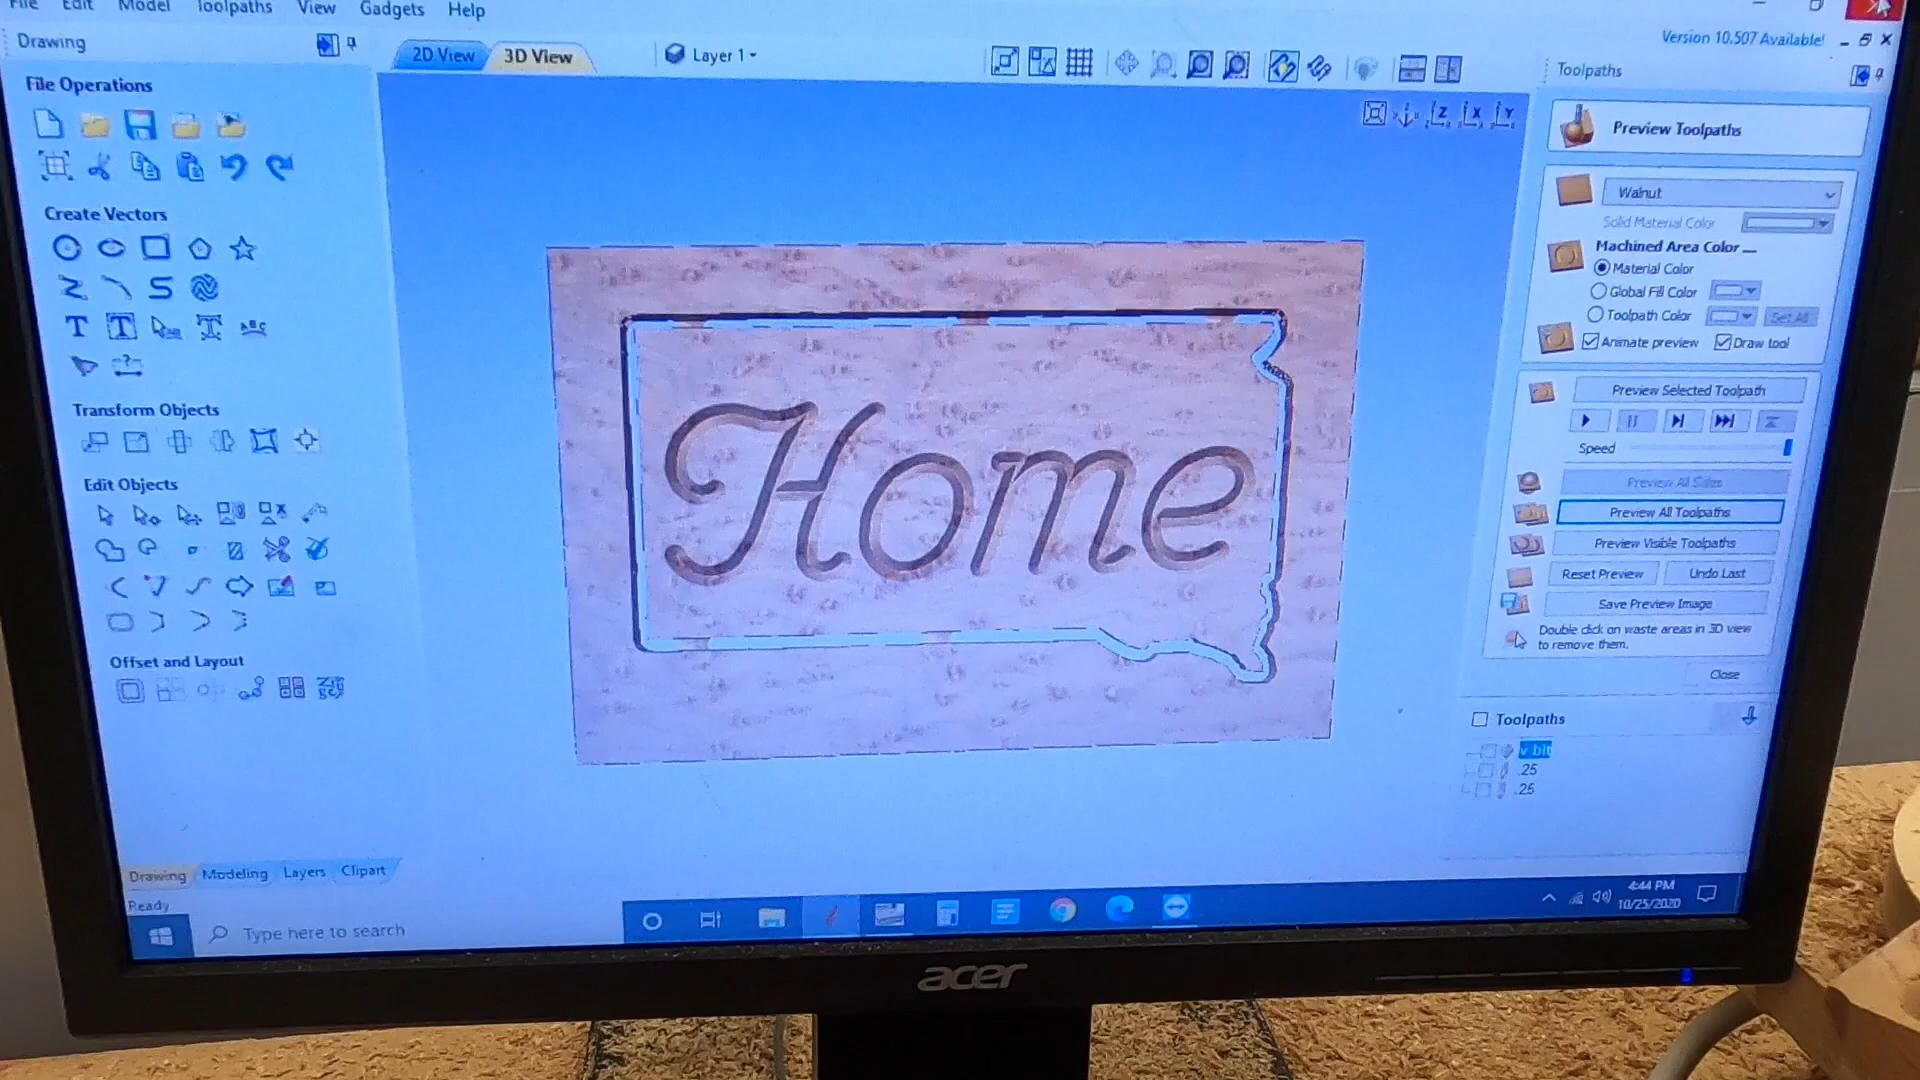 File Edit Model Toolpaths View Gadgets Help
Drawing
File Operations
Create Vectors
Transform Objects
Edit Objects
Offset and Layout
Drawing Modeling Layers Clipart
Ready
2D View 3D View Layer 1
Home
Version 10.507 Available!
Toolpaths
Preview Toolpaths
Walnut
Solid Material Color
Machined Area Color
Material Color
Global Fill Color
Toolpath Color Set All
Animate preview Draw tool
Preview Selected Toolpath
Speed
Preview All Sides
Preview All Toolpaths
Preview Visible Toolpaths
Reset Preview Undo Last
Save Preview Image
Double click on waste areas in 3D view
to remove them.
Close
Toolpaths
v bit
.25
.25
Type here to search
4:44 PM
10/25/2020
acer